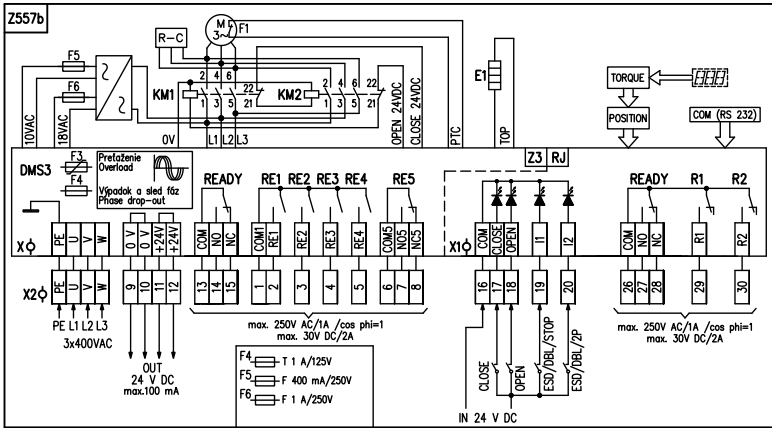 Z557b
R-C
M
3~
F1
F5
F6
2 4 6
22
KM1
1 3 5
21
KM2
2 4 6
22
1 3 5
21
10VAC
18VAC
0V
L1
L2
L3
OPEN 24VDC
CLOSE 24VDC
PTC
E1
TOP
TORQUE
POSITION
COM (RS 232)
DMS3
F3
F4
Preťaženie
Overload
Výpadok a sled fáz
Phase drop-out
Z3 RJ
READY RE1 RE2 RE3 RE4 RE5
READY R1 R2
X
PE U V W
0 V 0 V +24V +24V
COM NO NC
COM1 RE1 RE2 RE3 RE4
COM5 NO5 NC5
X1
COM CLOSE OPEN I1 I2
COM NO NC R1 R2
X2
PE U V W
9 10 11 12
13 14 15
1 2 3 4 5
6 7 8
16 17 18 19 20
26 27 28 29 30
PE L1 L2 L3
3x400VAC
OUT
24 V DC
max.100 mA
max. 250V AC/1A /cos phi=1
max. 30V DC/2A
F4 T 1 A/125V
F5 F 400 mA/250V
F6 F 1 A/250V
CLOSE
OPEN
ESD/DBL/STOP
ESD/DBL/2P
IN 24 V DC
max. 250V AC/1A /cos phi=1
max. 30V DC/2A